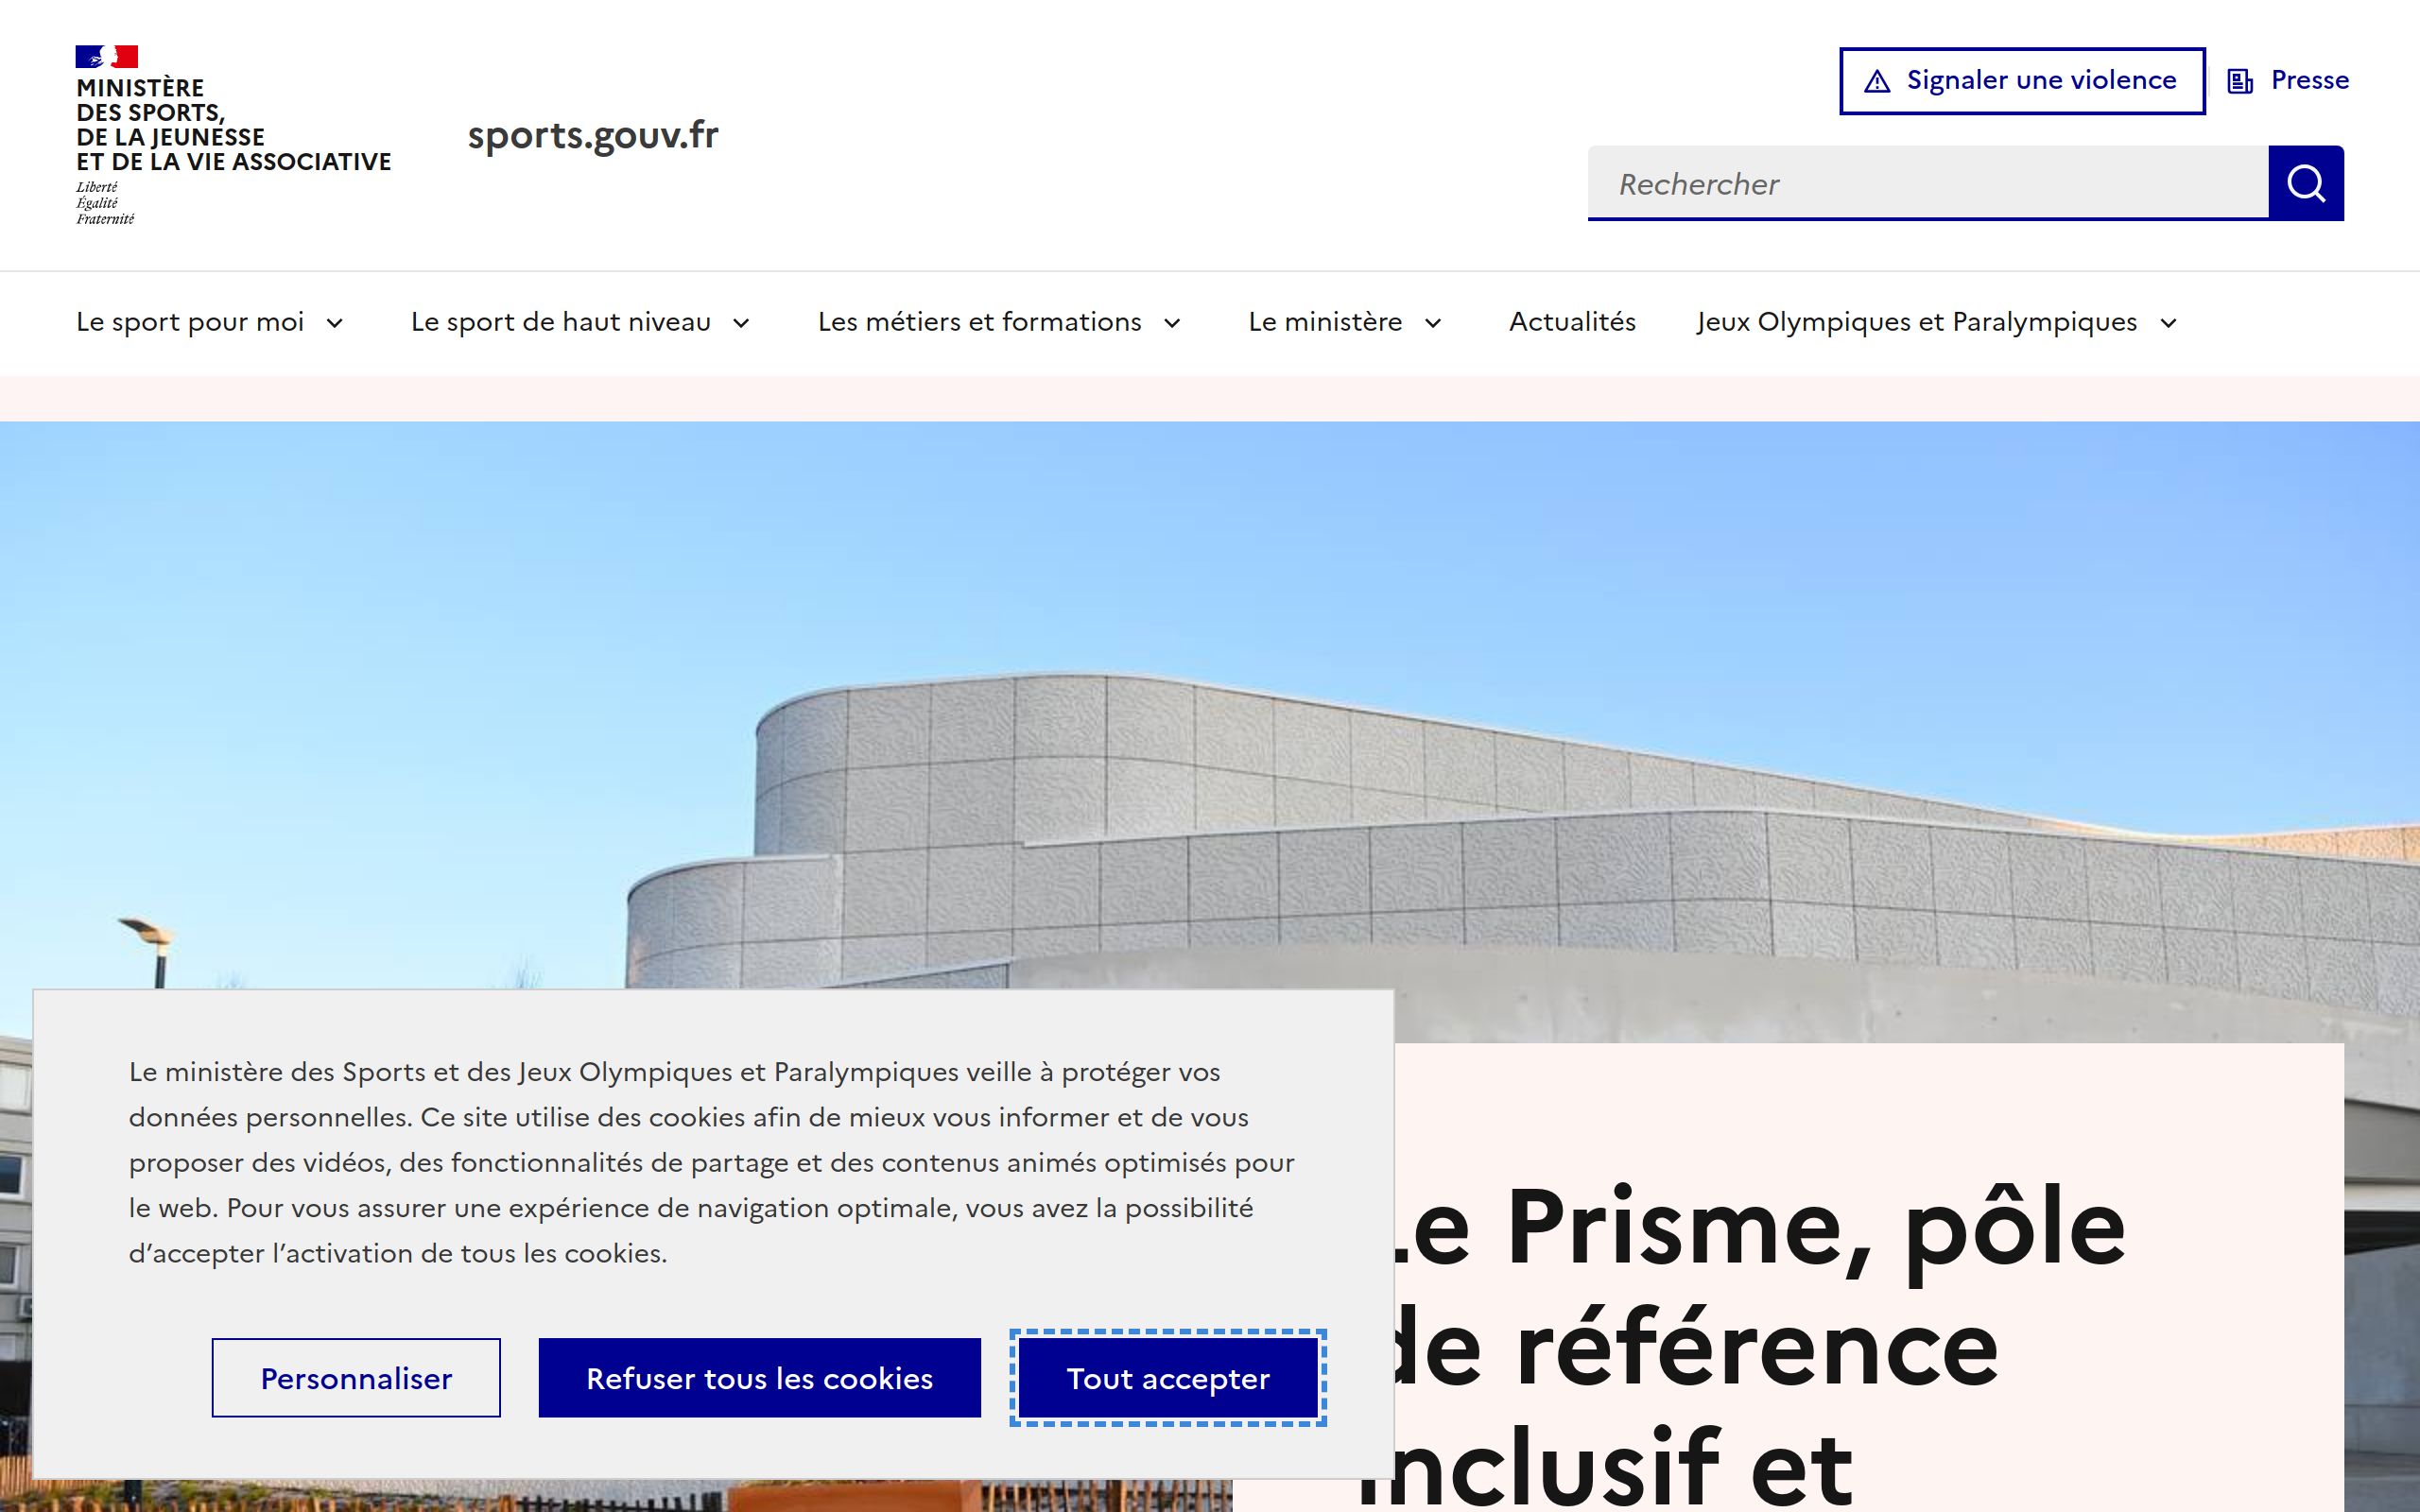 MINISTÈRE
DES SPORTS,
DE LA JEUNESSE
ET DE LA VIE ASSOCIATIVE
Liberté
Égalité
Fraternité
sports.gouv.fr
Signaler une violence
Presse
Rechercher
Le sport pour moi
Le sport de haut niveau
Les métiers et formations
Le ministère
Actualités
Jeux Olympiques et Paralympiques
Le ministère des Sports et des Jeux Olympiques et Paralympiques veille à protéger vos
données personnelles. Ce site utilise des cookies afin de mieux vous informer et de vous
proposer des vidéos, des fonctionnalités de partage et des contenus animés optimisés pour
le web. Pour vous assurer une expérience de navigation optimale, vous avez la possibilité
d’accepter l’activation de tous les cookies.
Personnaliser
Refuser tous les cookies
Tout accepter
Le Prisme, pôle
de référence
inclusif et